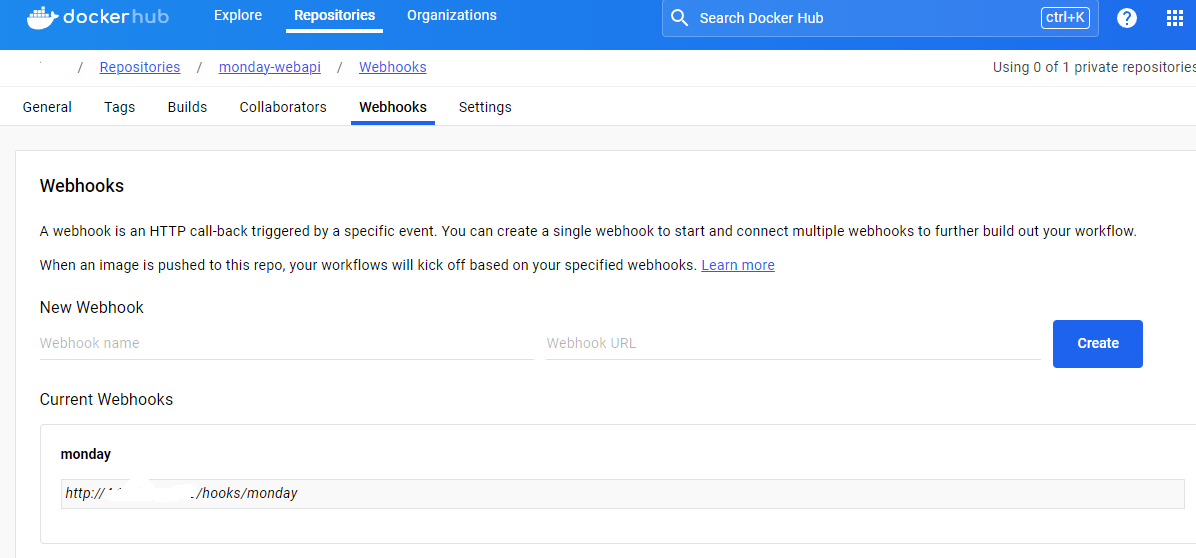 dockerhub Explore Repositories Organizations Search Docker Hub ctrl+K ?
/ Repositories / monday-webapi / Webhooks Using 0 of 1 private repositories
General Tags Builds Collaborators Webhooks Settings
Webhooks
A webhook is an HTTP call-back triggered by a specific event. You can create a single webhook to start and connect multiple webhooks to further build out your workflow.
When an image is pushed to this repo, your workflows will kick off based on your specified webhooks. Learn more
New Webhook
Webhook name Webhook URL Create
Current Webhooks
monday
http:// /hooks/monday